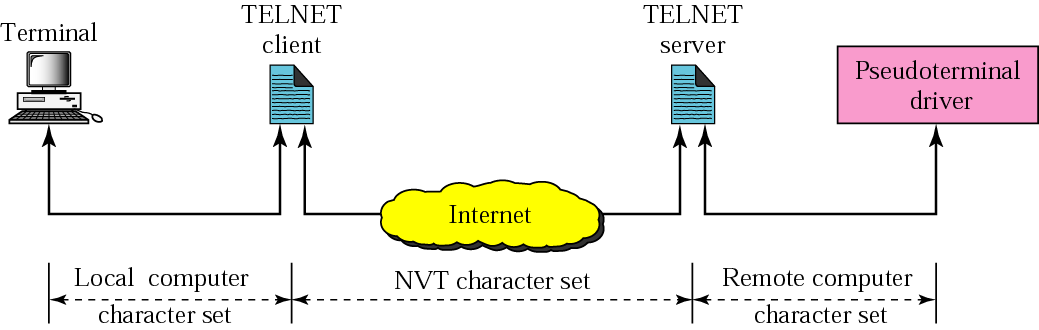 Terminal
TELNET
client
TELNET
server
Pseudoterminal
driver
Internet
Local computer
character set
NVT character set
Remote computer
character set